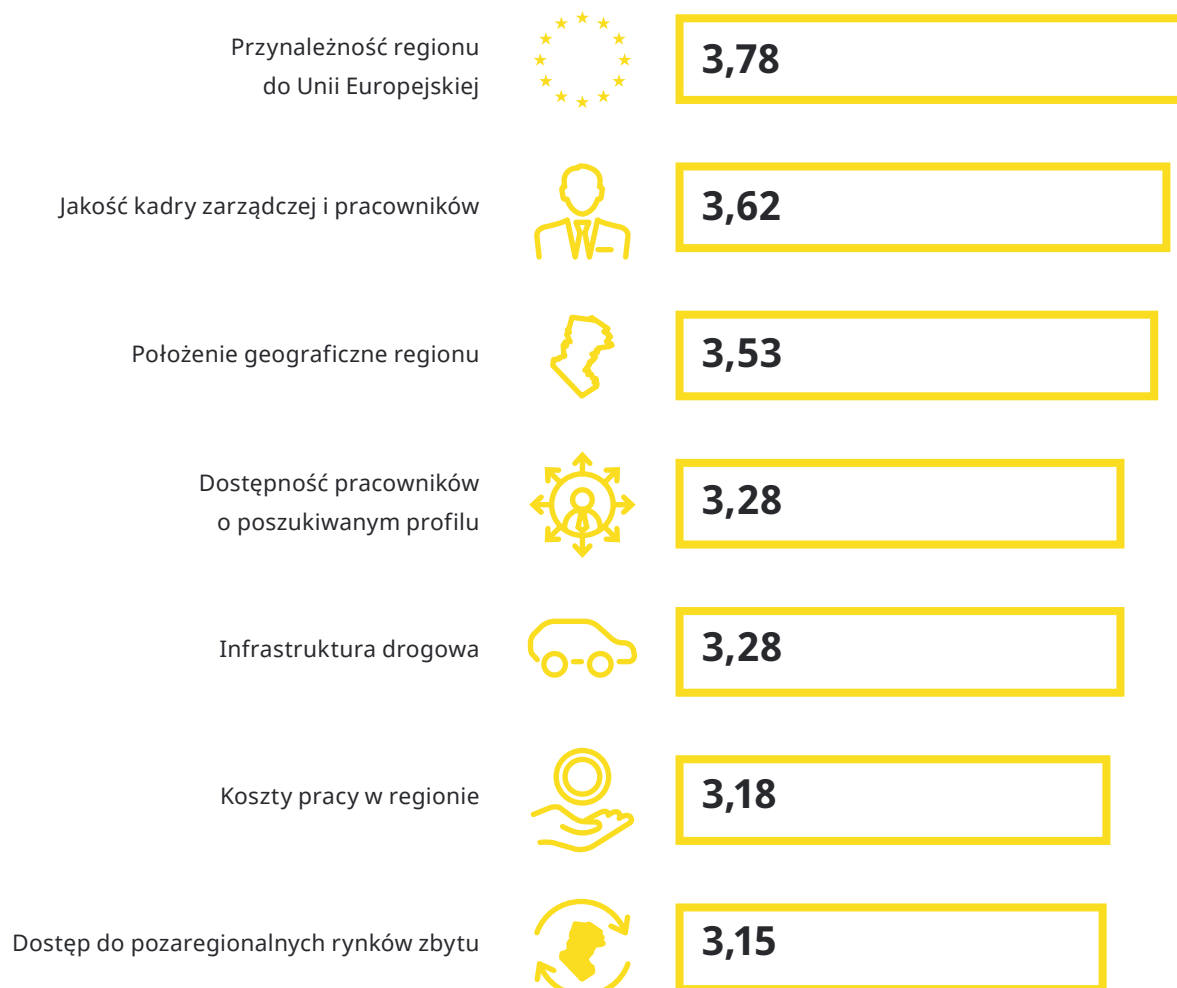 Przynależność regionu
do Unii Europejskiej
3,78
Jakość kadry zarządczej i pracowników
3,62
Położenie geograficzne regionu
3,53
Dostępność pracowników
o poszukiwanym profilu
3,28
Infrastruktura drogowa
3,28
Koszty pracy w regionie
3,18
Dostęp do pozaregionalnych rynków zbytu
3,15